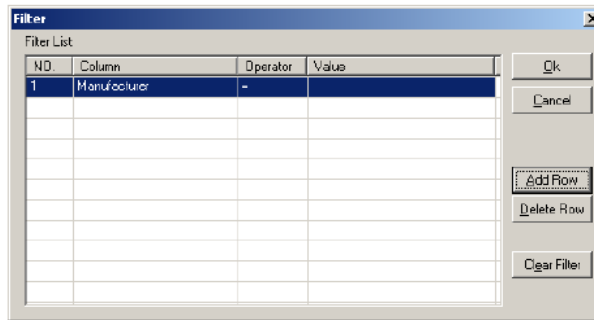 Filter
Filter List
NO. Column Operator Value
Ok
1 Manufacturer =
Cancel
Add Row
Delete Row
Clear Filter